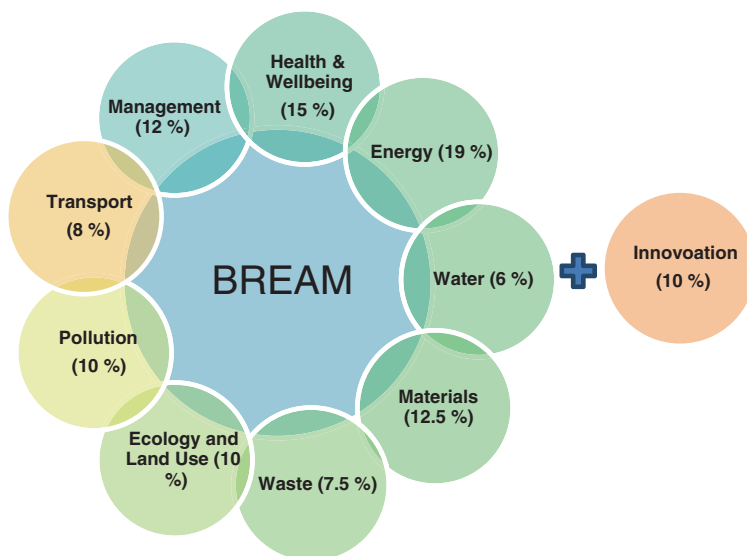 Health &
Wellbeing
(15 %)
Management
(12 %)
Energy (19 %)
Transport
(8 %)
BREAM
Water (6 %)
Innovoation
(10 %)
Pollution
(10 %)
Materials
(12.5 %)
Ecology and
Land Use (10
%)
Waste (7.5 %)